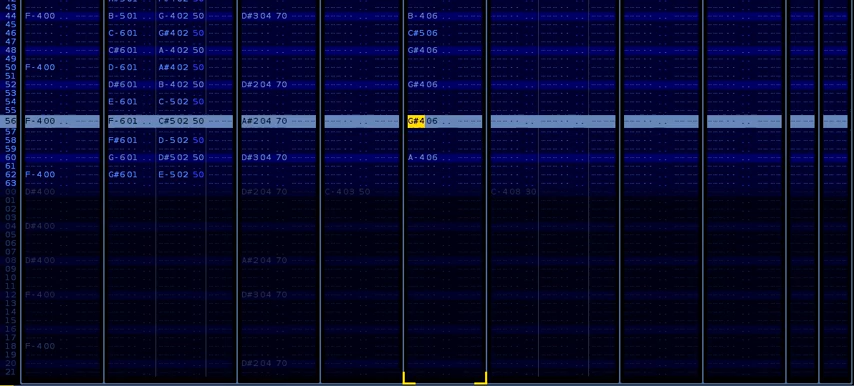 43
44 F-400 B-501 G-402 50 D#304 70 B-406
45
46 C-601 G#402 50 C#506
47
48 C#601 A-402 50 G#406
49
50 F-400 D-601 A#402 50
51
52 D#601 B-402 50 D#204 70 G#406
53
54 E-601 C-502 50
55
56 F-400 F-601 C#502 50 A#204 70 G#406
57
58 F#601 D-502 50
59
60 G-601 D#502 50 D#304 70 A-406
61
62 F-400 G#601 E-502 50
63
00 D#400 D#204 70 C-403 50 C-408 30
01
02
03
04 D#400
05
06
07
08 D#400 A#204 70
09
10
11
12 F-400 D#304 70
13
14
15
16
17
18 F-400
19
20 D#204 70
21